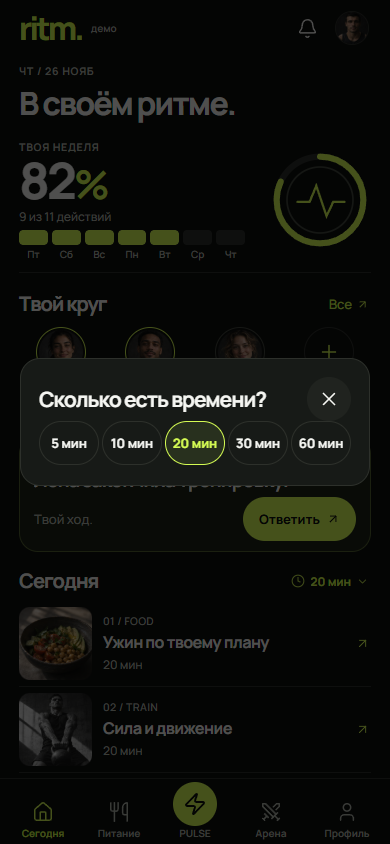 ritm. демо
ЧТ / 26 НОЯБ
В своём ритме.
ТВОЯ НЕДЕЛЯ
82%
9 из 11 действий
Пт Сб Вс Пн Вт Ср Чт
Твой круг
Все
Сколько есть времени?
5 мин 10 мин 20 мин 30 мин 60 мин
Твой ход.
Ответить
Сегодня
20 мин
01 / FOOD
Ужин по твоему плану
20 мин
02 / TRAIN
Сила и движение
20 мин
Сегодня Питание PULSE Арена Профиль